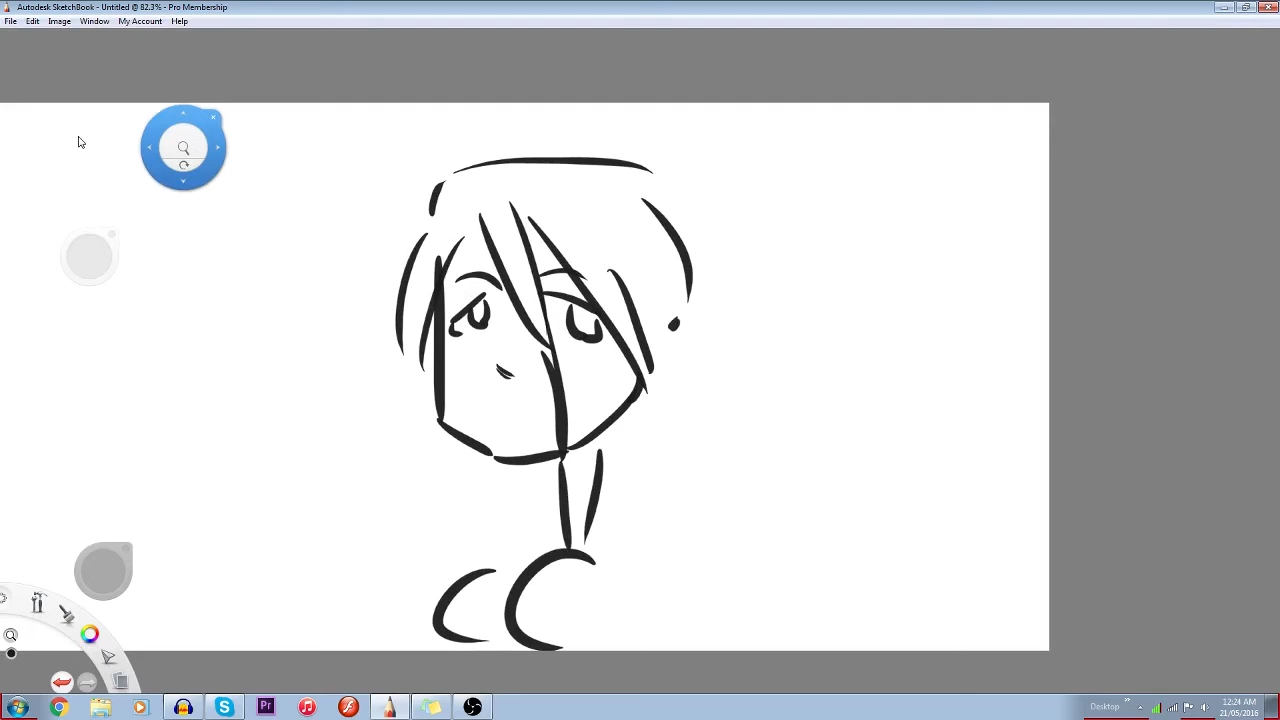 Autodesk SketchBook - Untitled @ 82.3% - Pro Membership
File Edit Image Window My Account Help
Pr
Desktop
12:24 AM
21/05/2016